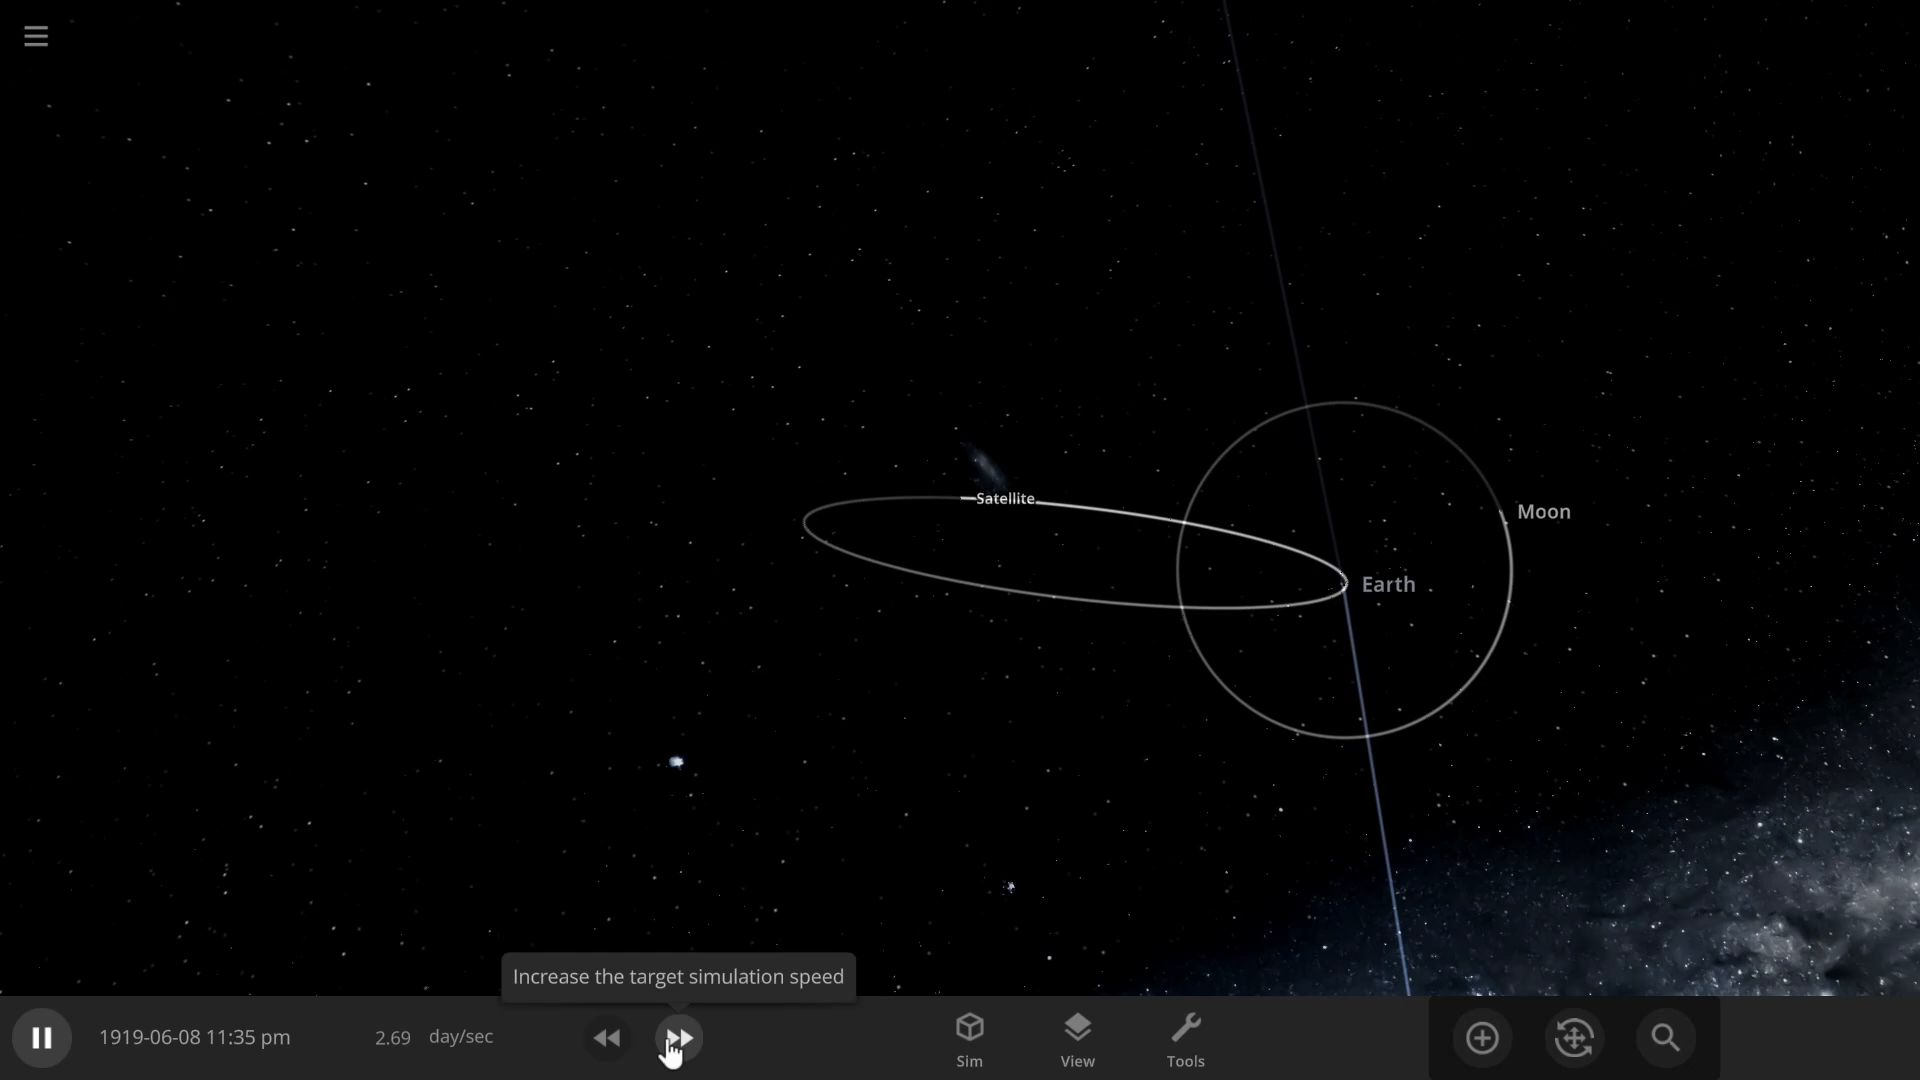 Satellite
Moon
Earth
Increase the target simulation speed
1919-06-08 11:35 pm 2.69 day/sec
Sim View Tools